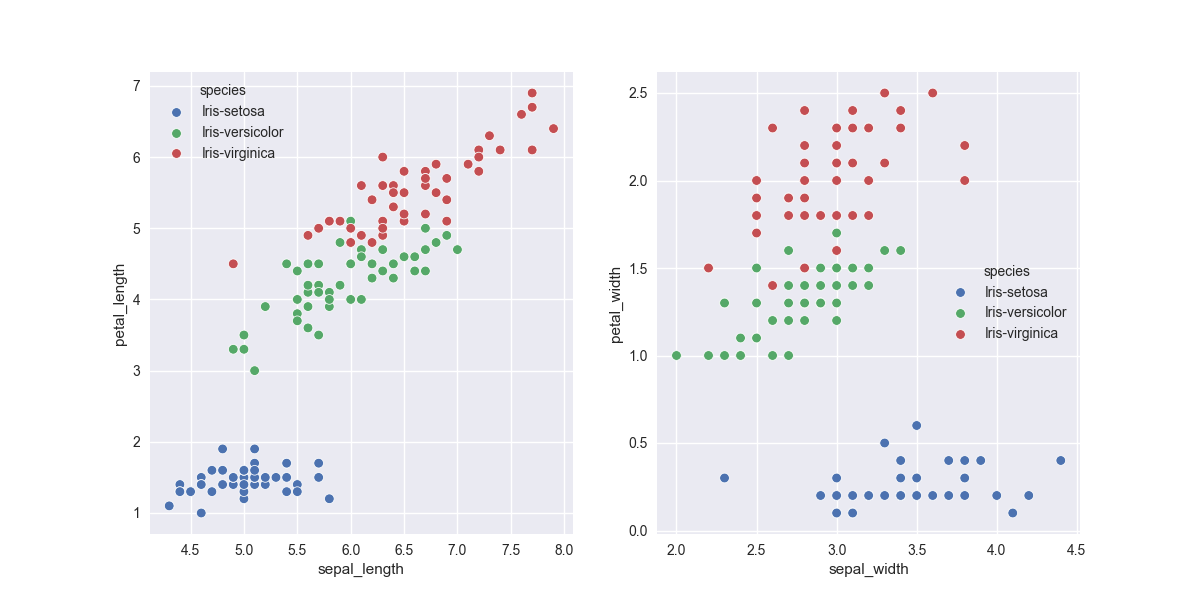 species
Iris-setosa
Iris-versicolor
Iris-virginica
petal_length
7
6
5
4
3
2
1
4.5 5.0 5.5 6.0 6.5 7.0 7.5 8.0
sepal_length
species
Iris-setosa
Iris-versicolor
Iris-virginica
petal_width
2.5
2.0
1.5
1.0
0.5
0.0
2.0 2.5 3.0 3.5 4.0 4.5
sepal_width